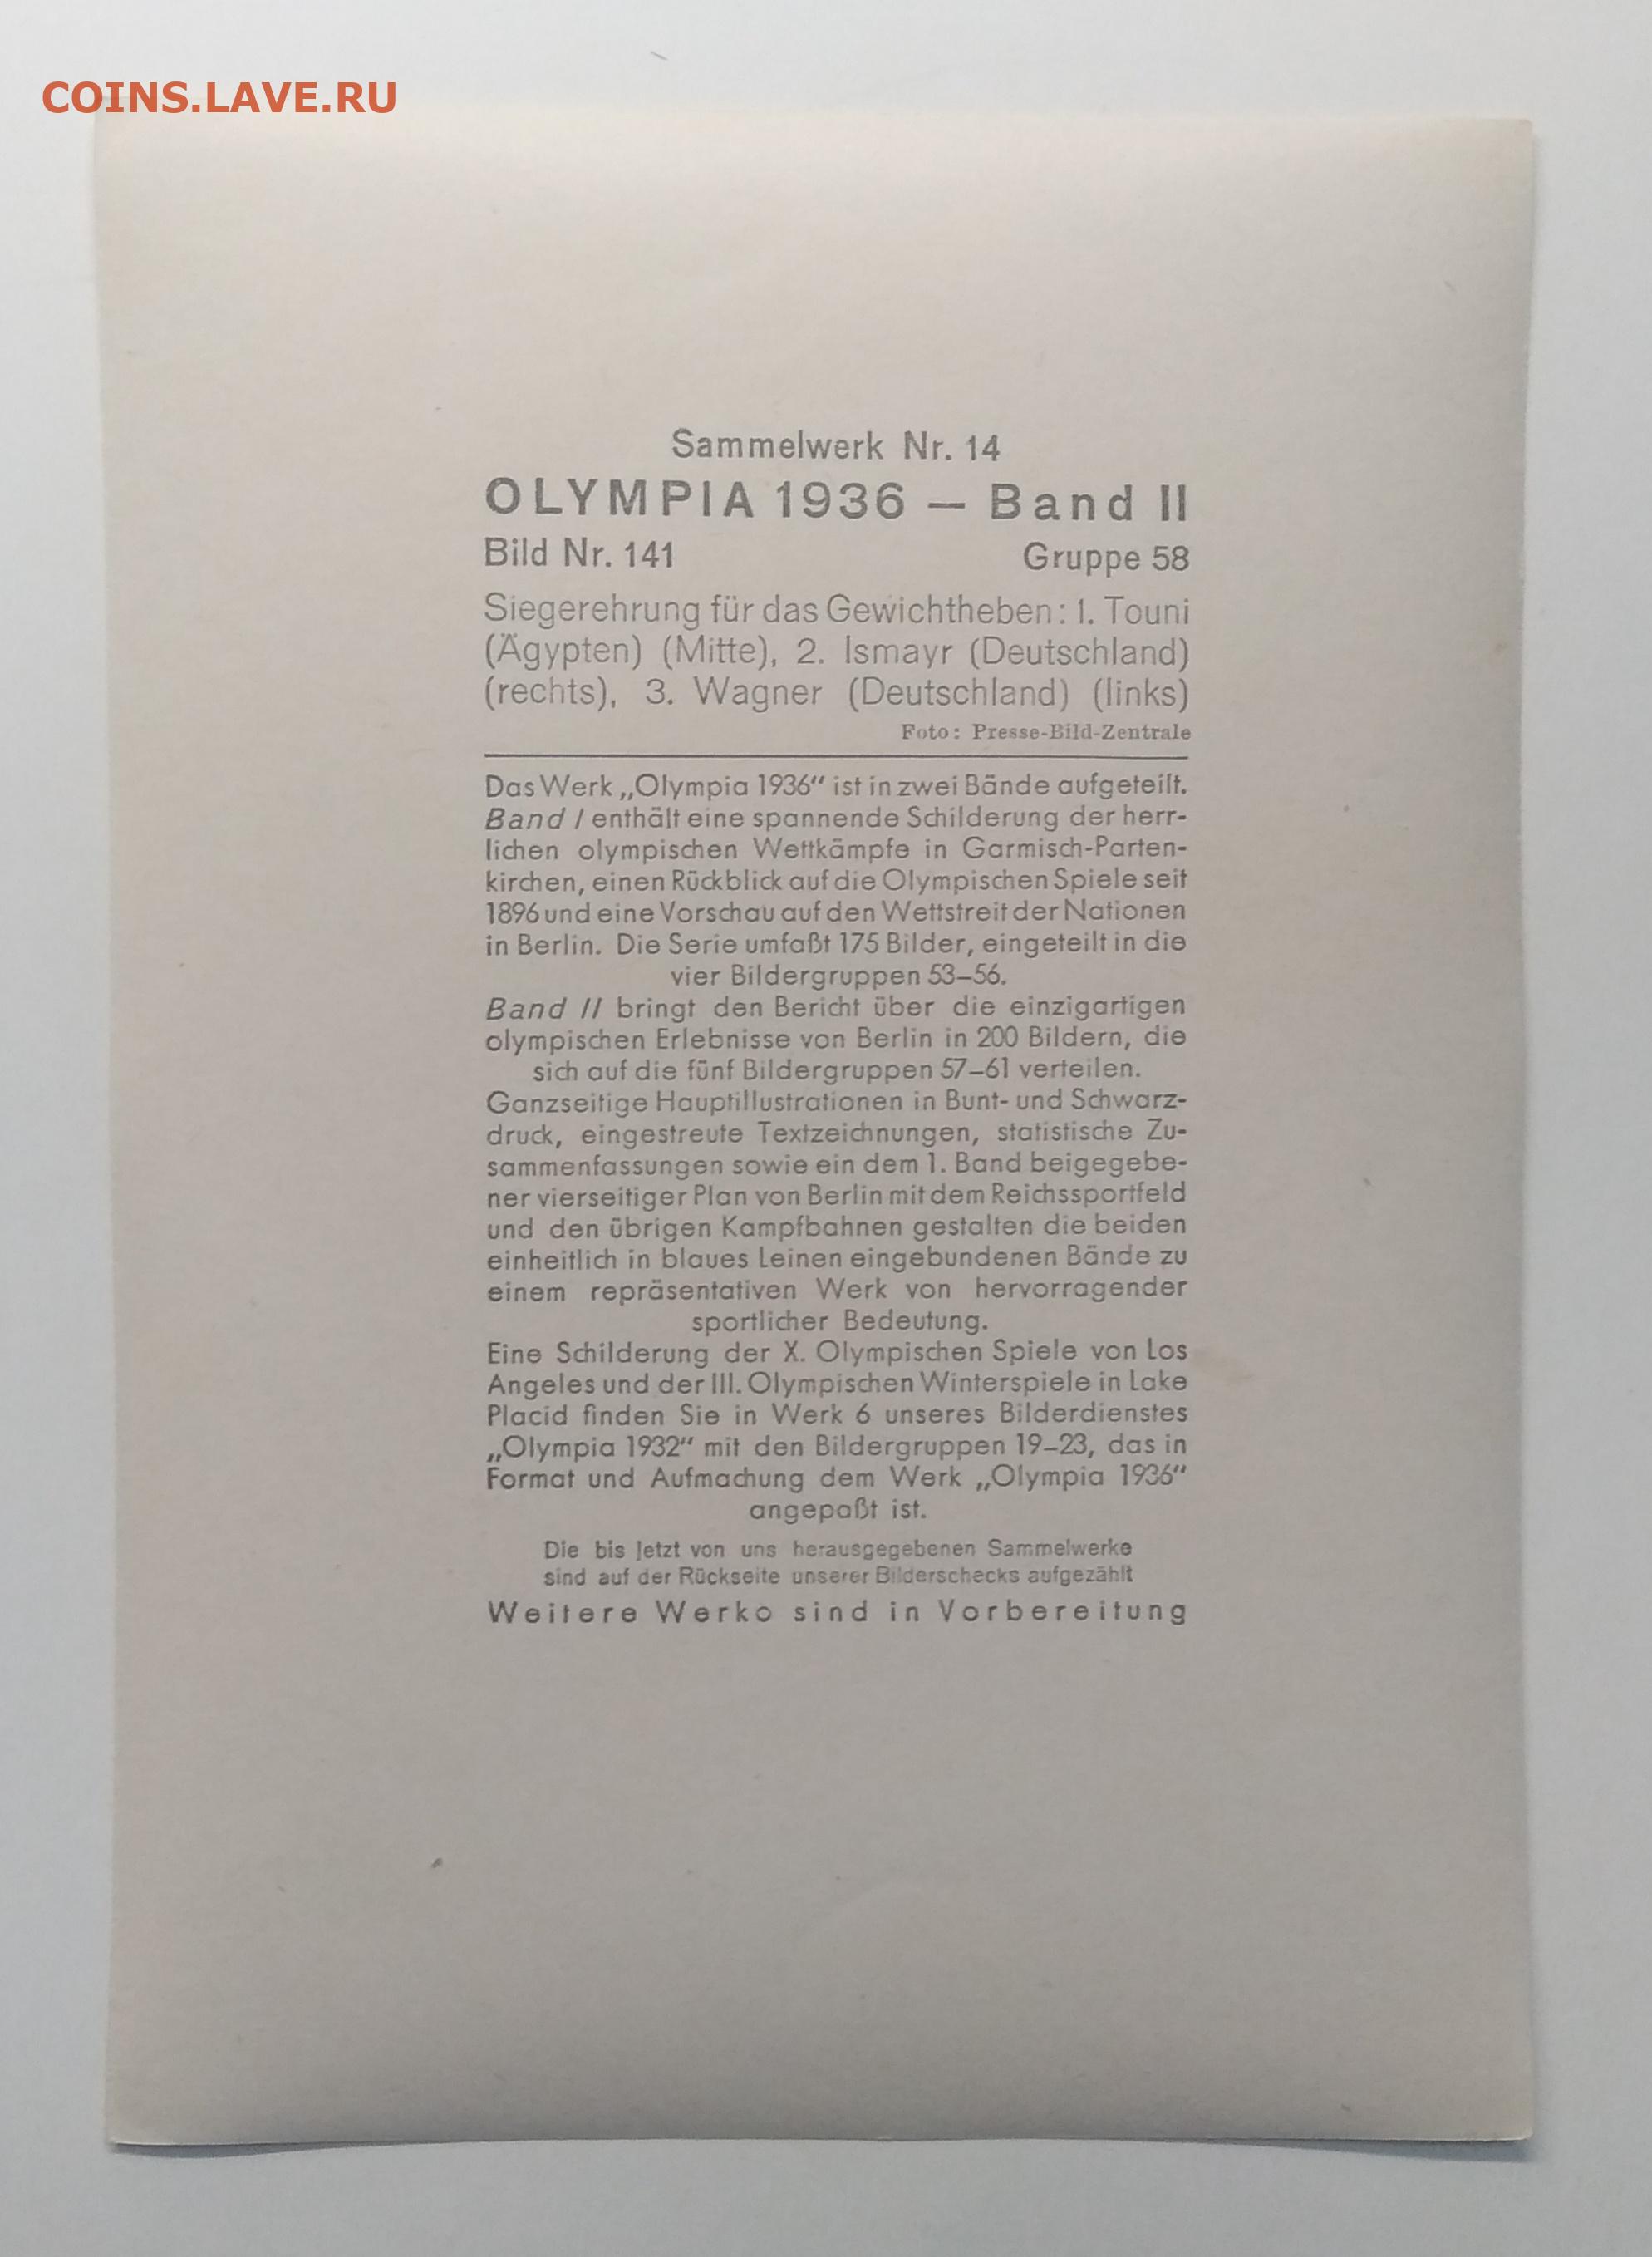 COINS.LAVE.RU
Sammelwerk Nr. 14
OLYMPIA 1936 — Band II
Bild Nr. 141 Gruppe 58
Siegerehrung für das Gewichtheben: 1. Touni
(Ägypten) (Mitte), 2. Ismayr (Deutschland)
(rechts), 3. Wagner (Deutschland) (links)
Foto: Presse-Bild-Zentrale
Das Werk „Olympia 1936“ ist in zwei Bände aufgeteilt.
Band I enthält eine spannende Schilderung der herr-
lichen olympischen Wettkämpfe in Garmisch-Parten-
kirchen, einen Rückblick auf die Olympischen Spiele seit
1896 und eine Vorschau auf den Wettstreit der Nationen
in Berlin. Die Serie umfaßt 175 Bilder, eingeteilt in die
vier Bildergruppen 53–56.
Band II bringt den Bericht über die einzigartigen
olympischen Erlebnisse von Berlin in 200 Bildern, die
sich auf die fünf Bildergruppen 57–61 verteilen.
Ganzseitige Hauptillustrationen in Bunt- und Schwarz-
druck, eingestreute Textzeichnungen, statistische Zu-
sammenfassungen sowie ein dem 1. Band beigegebe-
ner vierseitiger Plan von Berlin mit dem Reichssportfeld
und den übrigen Kampfbahnen gestalten die beiden
einheitlich in blaues Leinen eingebundenen Bände zu
einem repräsentativen Werk von hervorragender
sportlicher Bedeutung.
Eine Schilderung der X. Olympischen Spiele von Los
Angeles und der III. Olympischen Winterspiele in Lake
Placid finden Sie in Werk 6 unseres Bilderdienstes
„Olympia 1932“ mit den Bildergruppen 19–23, das in
Format und Aufmachung dem Werk „Olympia 1936“
angepaßt ist.
Die bis jetzt von uns herausgegebenen Sammelwerke
sind auf der Rückseite unserer Bilderschecks aufgezählt
Weitere Werko sind in Vorbereitung